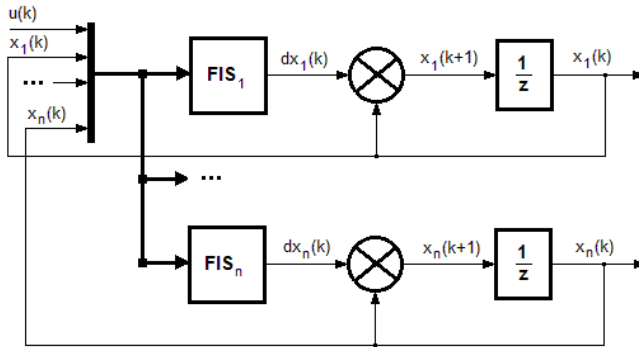 u(k)
x₁(k)
...
xₙ(k)
FIS₁
dx₁(k)
x₁(k+1)
1
z
x₁(k)
...
FISₙ
dxₙ(k)
xₙ(k+1)
1
z
xₙ(k)